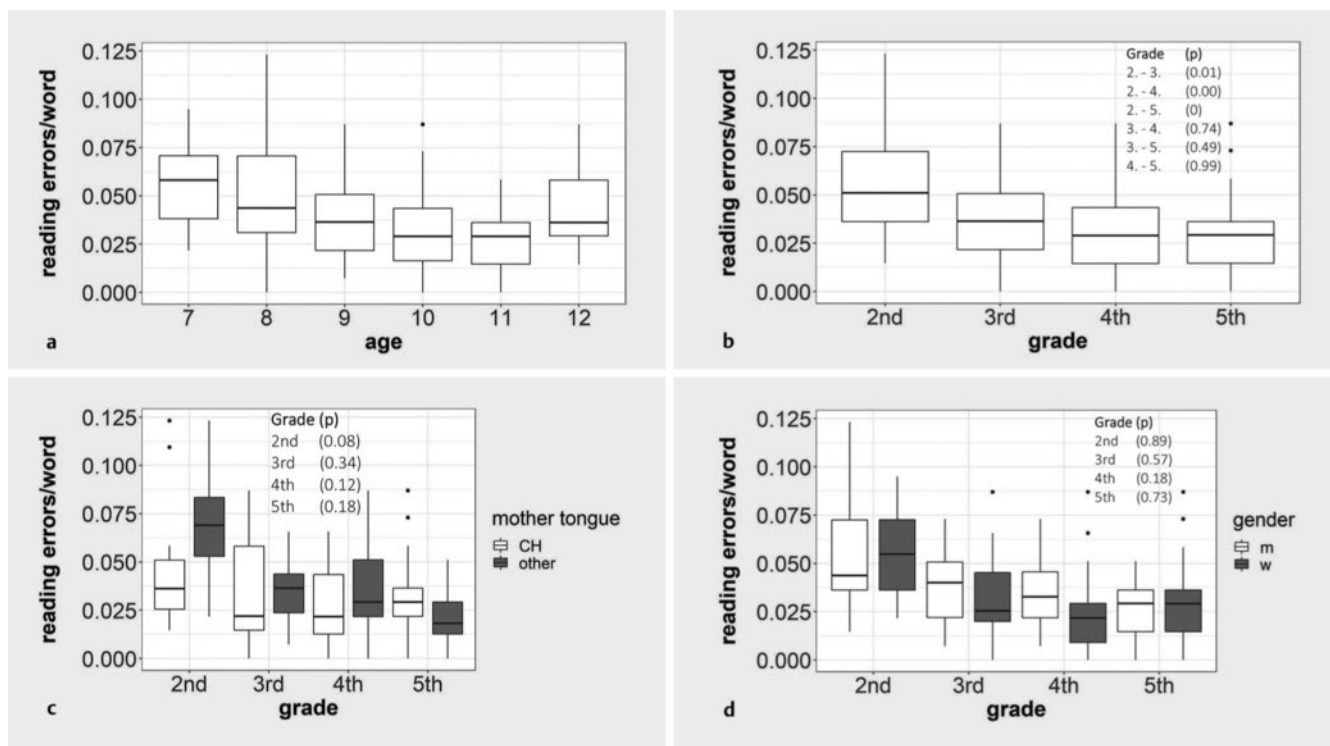 0.125
0.100
0.075
0.050
0.025
0.000
reading errors/word
7 8 9 10 11 12
age
a
0.125
0.100
0.075
0.050
0.025
0.000
reading errors/word
Grade (p)
2. - 3. (0.01)
2. - 4. (0.00)
2. - 5. (0)
3. - 4. (0.74)
3. - 5. (0.49)
4. - 5. (0.99)
2nd 3rd 4th 5th
grade
b
0.125
0.100
0.075
0.050
0.025
0.000
reading errors/word
Grade (p)
2nd (0.08)
3rd (0.34)
4th (0.12)
5th (0.18)
mother tongue
CH
other
2nd 3rd 4th 5th
grade
c
0.125
0.100
0.075
0.050
0.025
0.000
reading errors/word
Grade (p)
2nd (0.89)
3rd (0.57)
4th (0.18)
5th (0.73)
gender
m
w
2nd 3rd 4th 5th
grade
d